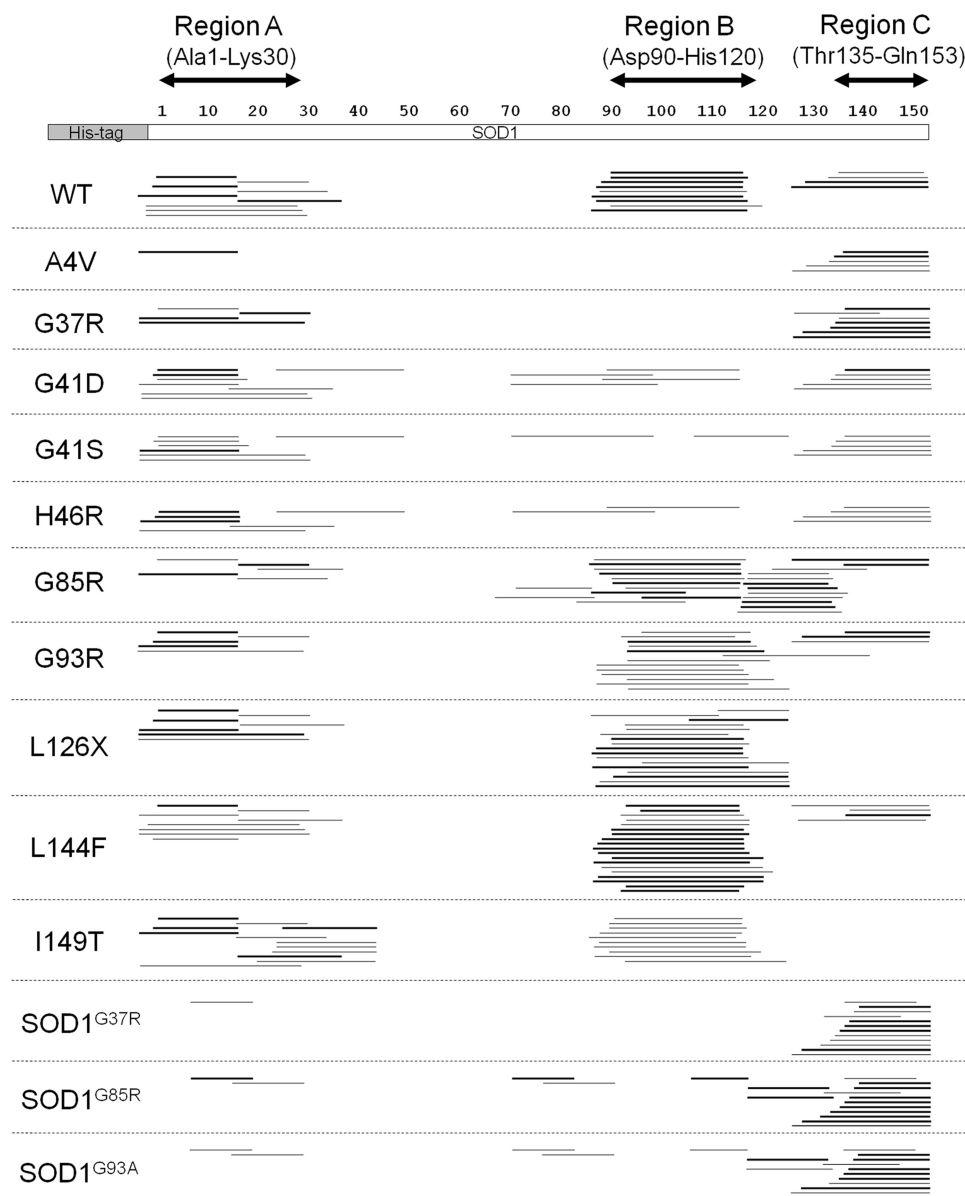 Region A Region B Region C
(Ala1-Lys30) (Asp90-His120) (Thr135-Gln153)
1 10 20 30 40 50 60 70 80 90 100 110 120 130 140 150
His-tag SOD1
WT
A4V
G37R
G41D
G41S
H46R
G85R
G93R
L126X
L144F
I149T
SOD1G37R
SOD1G85R
SOD1G93A